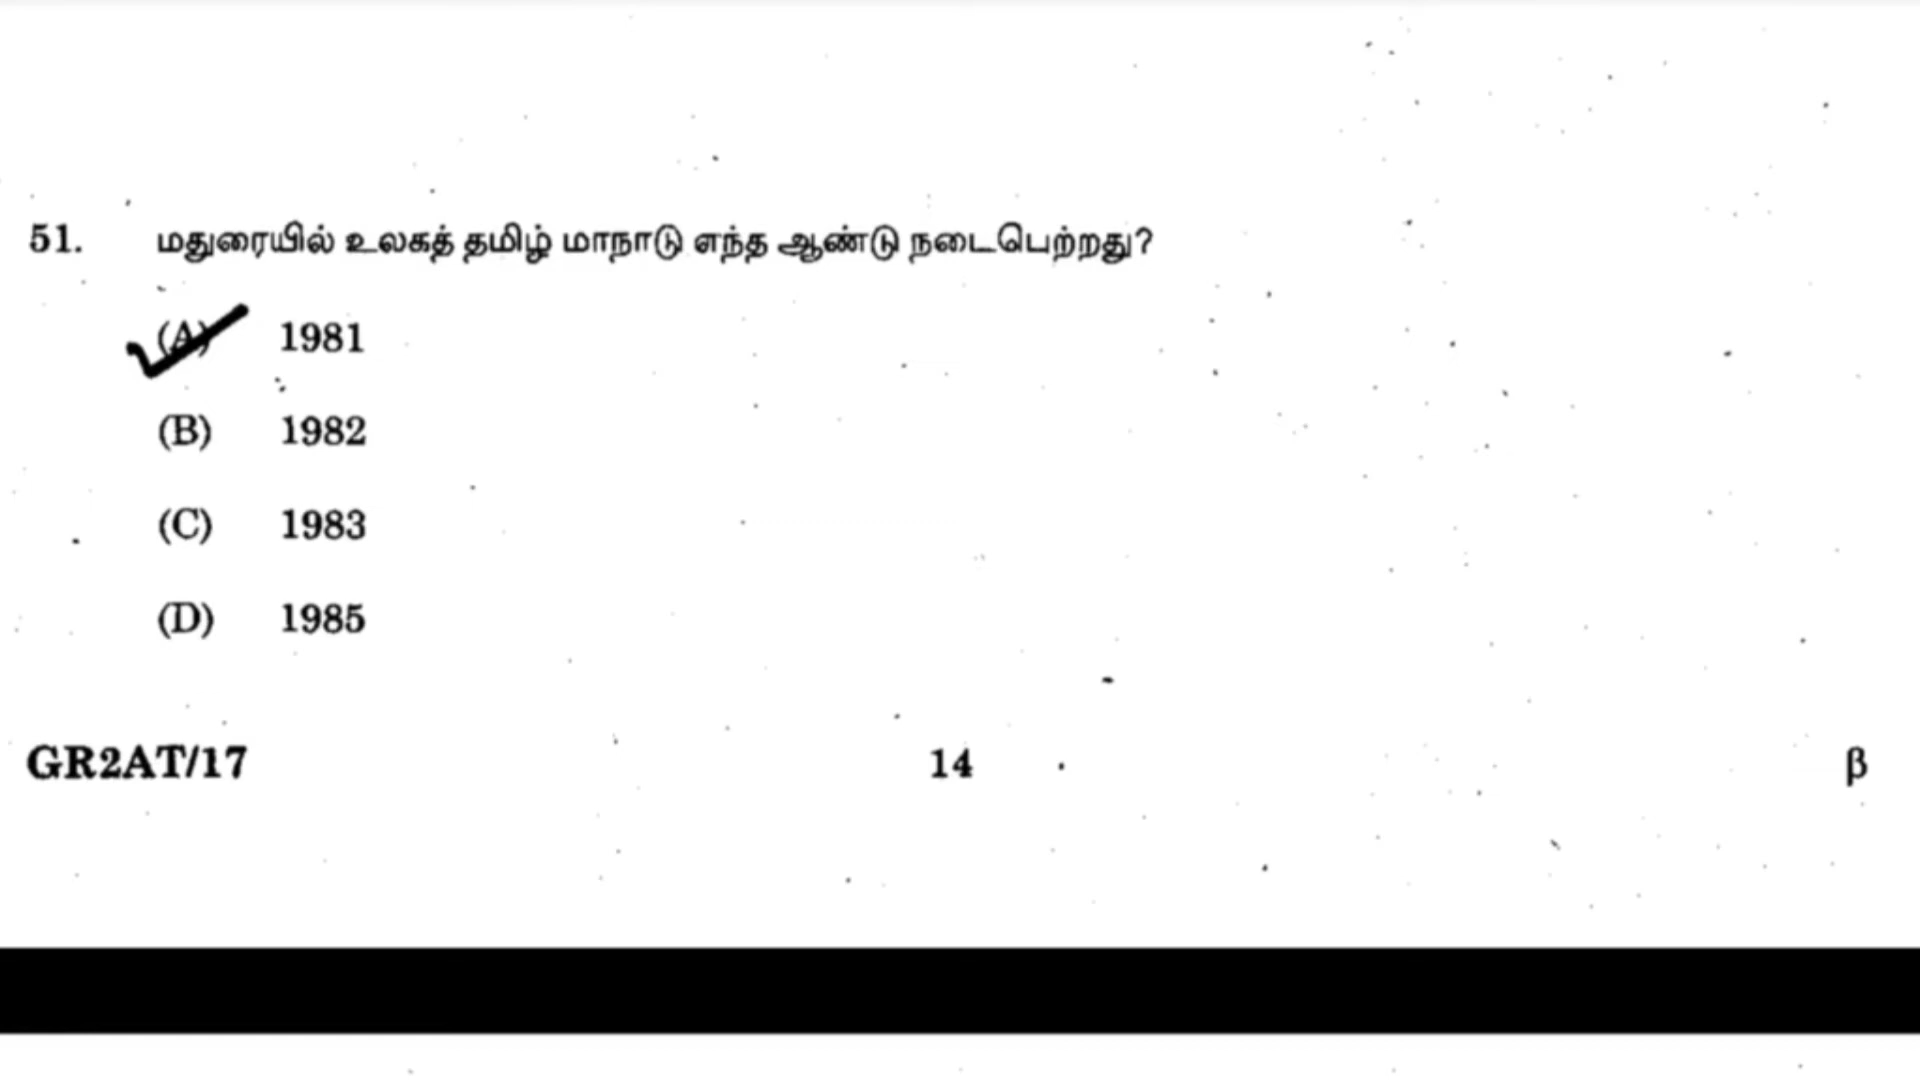 51. மதுரையில் உலகத் தமிழ் மாநாடு எந்த ஆண்டு நடைபெற்றது?
(A) 1981
(B) 1982
(C) 1983
(D) 1985
GR2AT/17 14 β